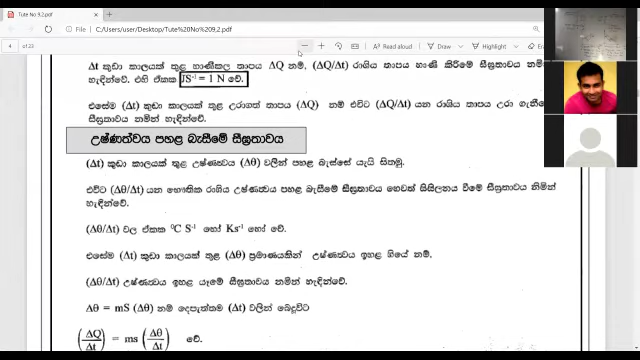 Tute No 9.2.pdf
File | C:/Users/user/Desktop/Tute%20No%209,2.pdf
4 of 23
Read aloud Draw Highlight Erase
Δt කුඩා කාලයක් තුළ හානිකල තාපය ΔQ නම්, (ΔQ/Δt) රාශිය තාපය හානි කිරීමේ සීඝ්‍රතාවය නමින්
හැඳින්වේ. එහි ඒකක JS⁻¹ = 1 N වේ.
එසේම (Δt) කුඩා කාලයක් තුළ උරාගත් තාපය (ΔQ) නම් එවිට (ΔQ/Δt) යන රාශිය තාපය උරා ගැනීමේ
සීඝ්‍රතාවය නමින් හැඳින්වේ.
උෂ්ණත්වය පහළ බැසීමේ සීඝ්‍රතාවය
(Δt) කුඩා කාලයක් තුළ උෂ්ණත්වය (Δθ) වලින් පහළ බැස්සේ යැයි සිතමු.
එවිට (Δθ/Δt) යන භෞතික රාශිය උෂ්ණත්වය පහළ බැසීමේ සීඝ්‍රතාවය හෙවත් සිසිලනය වීමේ සීඝ්‍රතාවය නමින්
හැඳින්වේ.
(Δθ/Δt) වල ඒකක ⁰C S⁻¹ හෝ Ks⁻¹ හෝ වේ.
එසේම (Δt) කුඩා කාලයක් තුළ (Δθ) ප්‍රමාණයකින් උෂ්ණත්වය ඉහළ ගියේ නම්,
(Δθ/Δt) උෂ්ණත්වය ඉහළ යෑමේ සීඝ්‍රතාවය නමින් හැඳින්වේ.
Δθ = mS (Δθ) නම් දෙපැත්තම (Δt) වලින් බෙදූවිට
(ΔQ/Δt) = ms (Δθ/Δt) වේ.